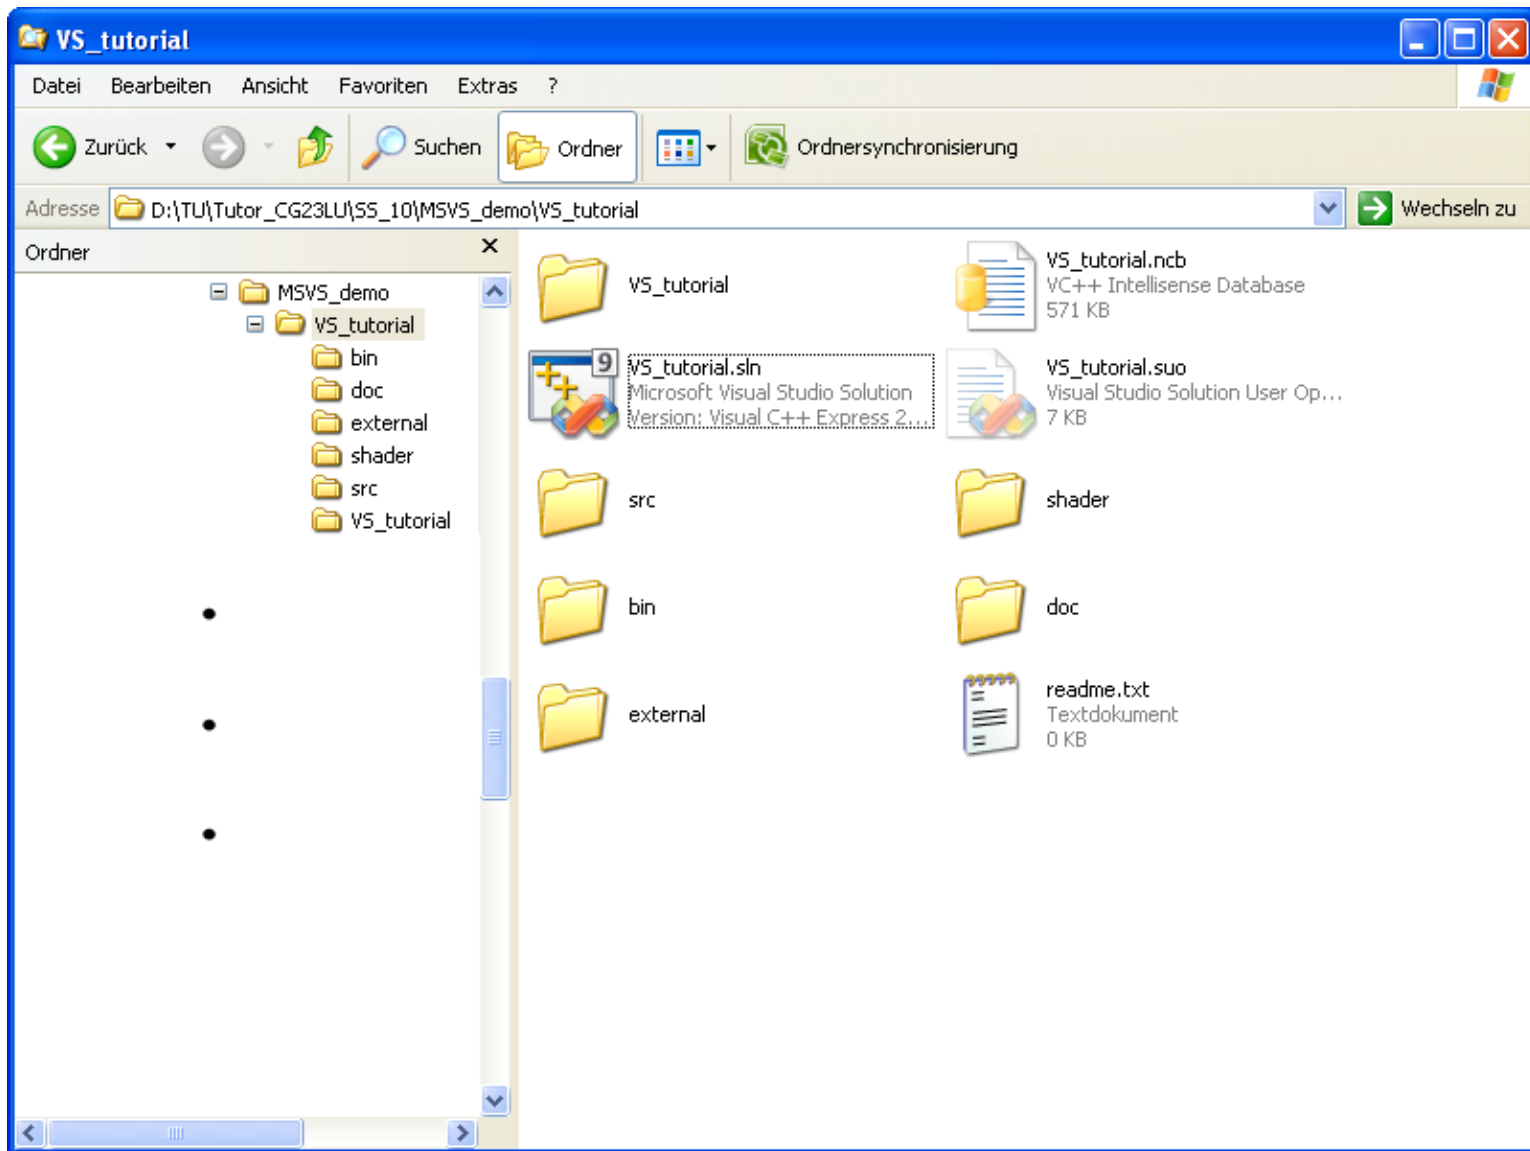 VS_tutorial
Datei Bearbeiten Ansicht Favoriten Extras ?
Zurück Suchen Ordner Ordnersynchronisierung
Adresse D:\TU\Tutor_CG23LU\SS_10\MSVS_demo\VS_tutorial Wechseln zu
Ordner
MSVS_demo
VS_tutorial
bin
doc
external
shader
src
VS_tutorial
VS_tutorial
VS_tutorial.ncb
VC++ Intellisense Database
571 KB
9
VS_tutorial.sln
Microsoft Visual Studio Solution
Version: Visual C++ Express 2...
VS_tutorial.suo
Visual Studio Solution User Op...
7 KB
src
shader
bin
doc
external
readme.txt
Textdokument
0 KB